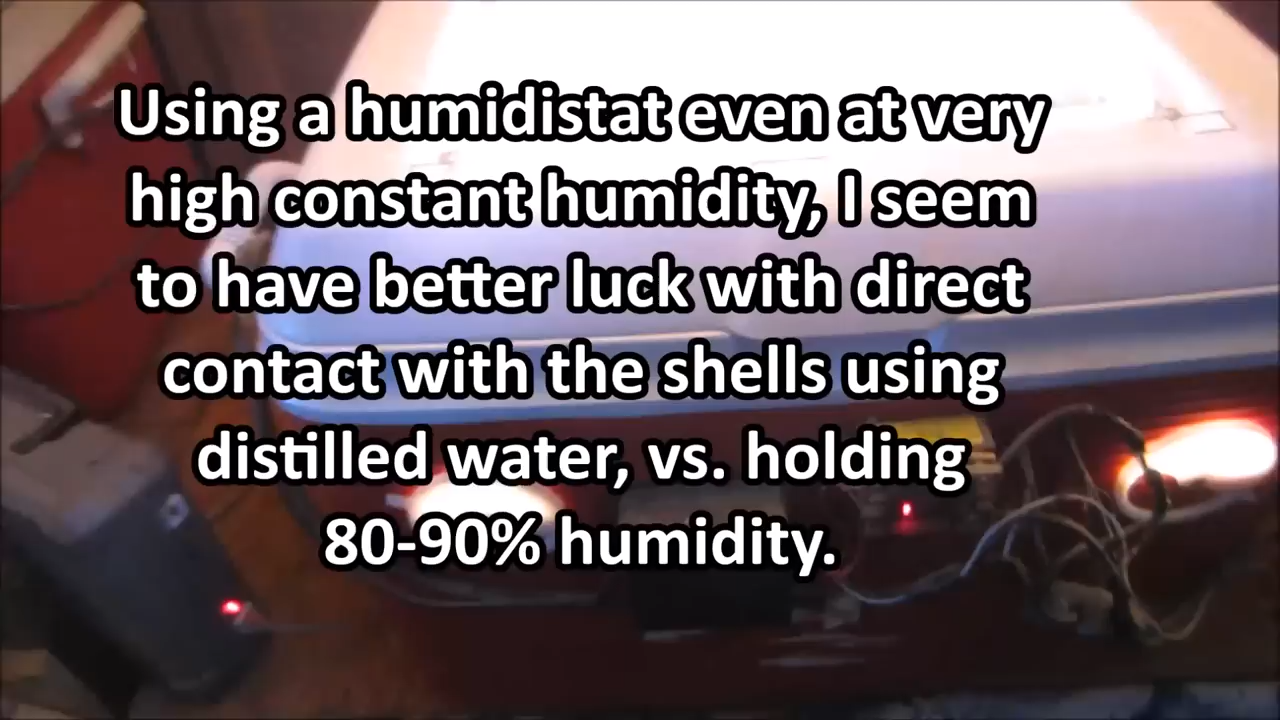 Using a humidistat even at very
high constant humidity, I seem
to have better luck with direct
contact with the shells using
distilled water, vs. holding
80-90% humidity.